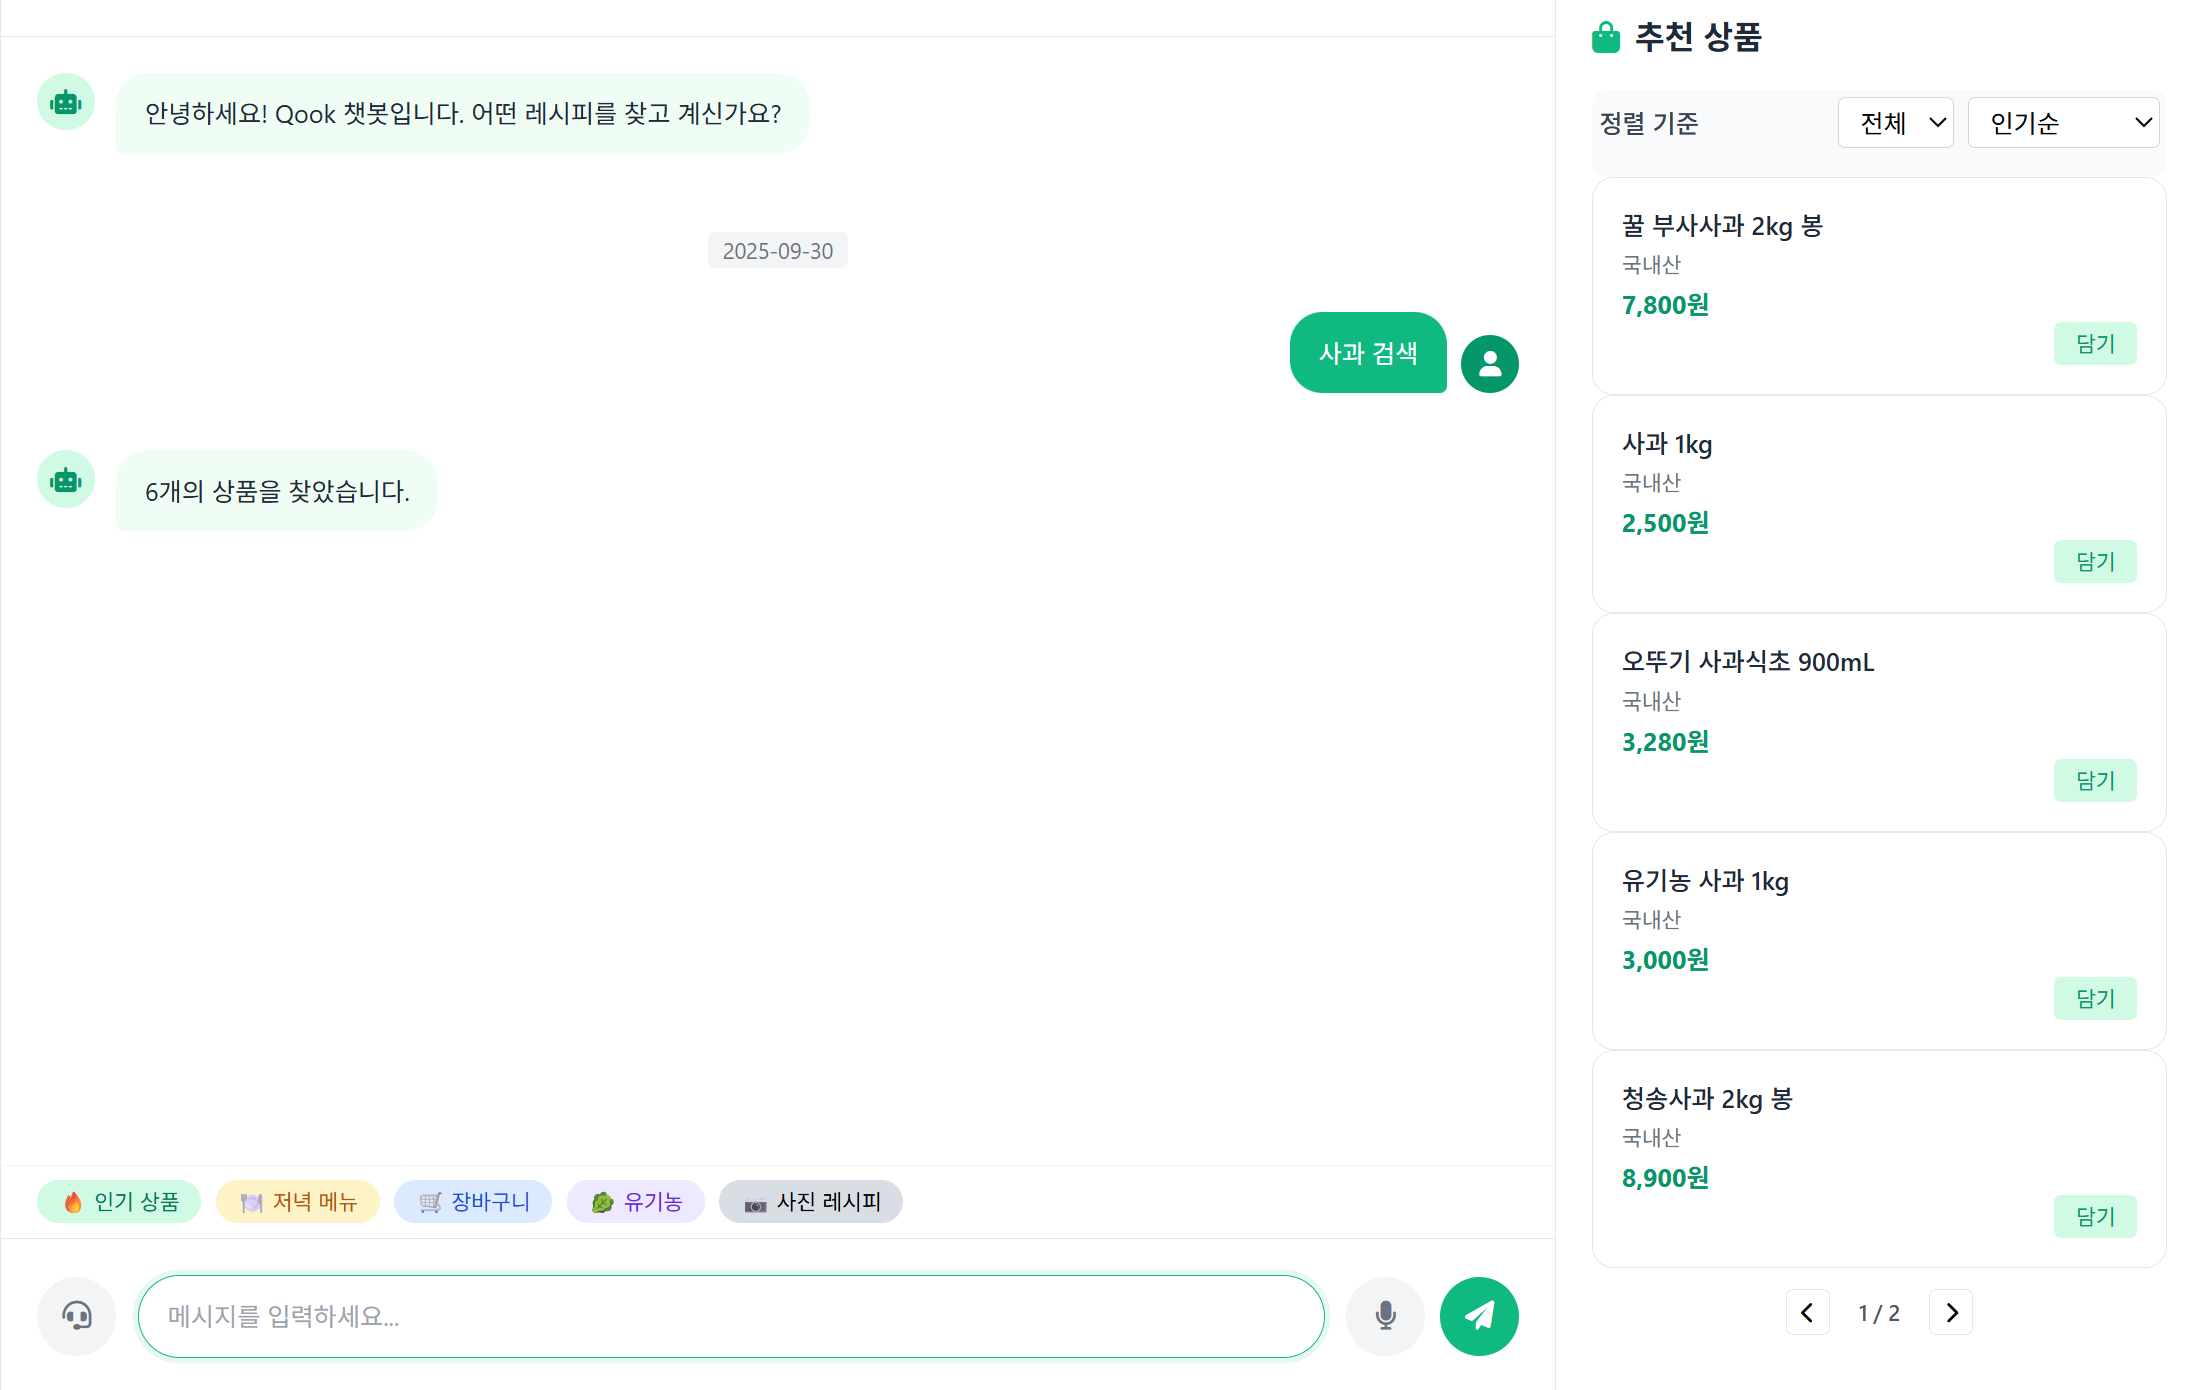 안녕하세요! Qook 챗봇입니다. 어떤 레시피를 찾고 계신가요?
2025-09-30
사과 검색
6개의 상품을 찾았습니다.
🔥 인기 상품
🍽️ 저녁 메뉴
🛒 장바구니
🥬 유기농
📷 사진 레시피
메시지를 입력하세요...
추천 상품
정렬 기준 전체 인기순
꿀 부사사과 2kg 봉
국내산
7,800원
담기
사과 1kg
국내산
2,500원
담기
오뚜기 사과식초 900mL
국내산
3,280원
담기
유기농 사과 1kg
국내산
3,000원
담기
청송사과 2kg 봉
국내산
8,900원
담기
1 / 2